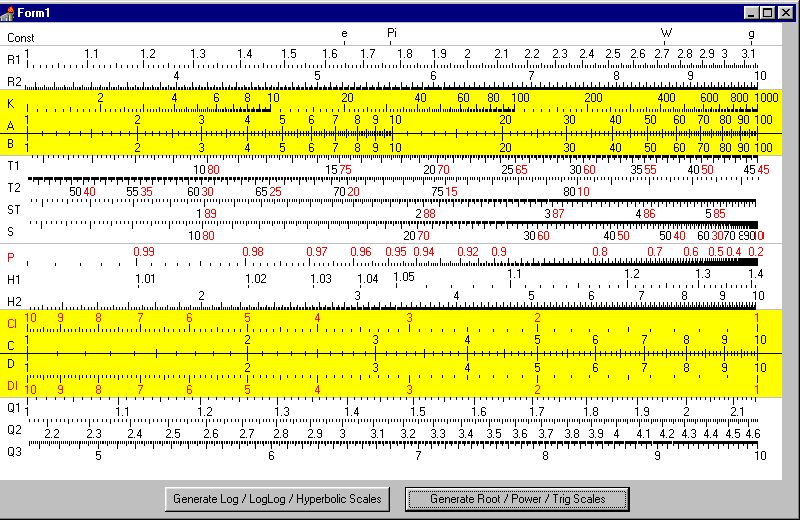 Form1
Const e Pi W g
R1 1 1.1 1.2 1.3 1.4 1.5 1.6 1.7 1.8 1.9 2 2.1 2.2 2.3 2.4 2.5 2.6 2.7 2.8 2.9 3 3.1
R2 4 5 6 7 8 9 10
K 1 2 4 6 8 10 20 40 60 80 100 200 400 600 800 1000
A 1 2 3 4 5 6 7 8 9 10 20 30 40 50 60 70 80 90 100
B 1 2 3 4 5 6 7 8 9 10 20 30 40 50 60 70 80 90 100
T1 10 80 15 75 20 70 25 65 30 60 35 55 40 50 45 45
T2 50 40 55 35 60 30 65 25 70 20 75 15 80 10
ST 1 89 2 88 3 87 4 86 5 85
S 10 80 20 70 30 60 40 50 50 40 60 30 70
P 0.99 0.98 0.97 0.96 0.95 0.94 0.92 0.9 0.8 0.7 0.6 0.5 0.4 0.2
H1 1.01 1.02 1.03 1.04 1.05 1.1 1.2 1.3 1.4
H2 2 3 4 5 6 7 8 9 10
CI 10 9 8 7 6 5 4 3 2 1
C 1 2 3 4 5 6 7 8 9 10
D 1 2 3 4 5 6 7 8 9 10
DI 10 9 8 7 6 5 4 3 2 1
Q1 1 1.1 1.2 1.3 1.4 1.5 1.6 1.7 1.8 1.9 2 2.1
Q2 2.2 2.3 2.4 2.5 2.6 2.7 2.8 2.9 3 3.1 3.2 3.3 3.4 3.5 3.6 3.7 3.8 3.9 4 4.1 4.2 4.3 4.4 4.5 4.6
Q3 5 6 7 8 9 10
Generate Log / LogLog / Hyperbolic Scales Generate Root / Power / Trig Scales